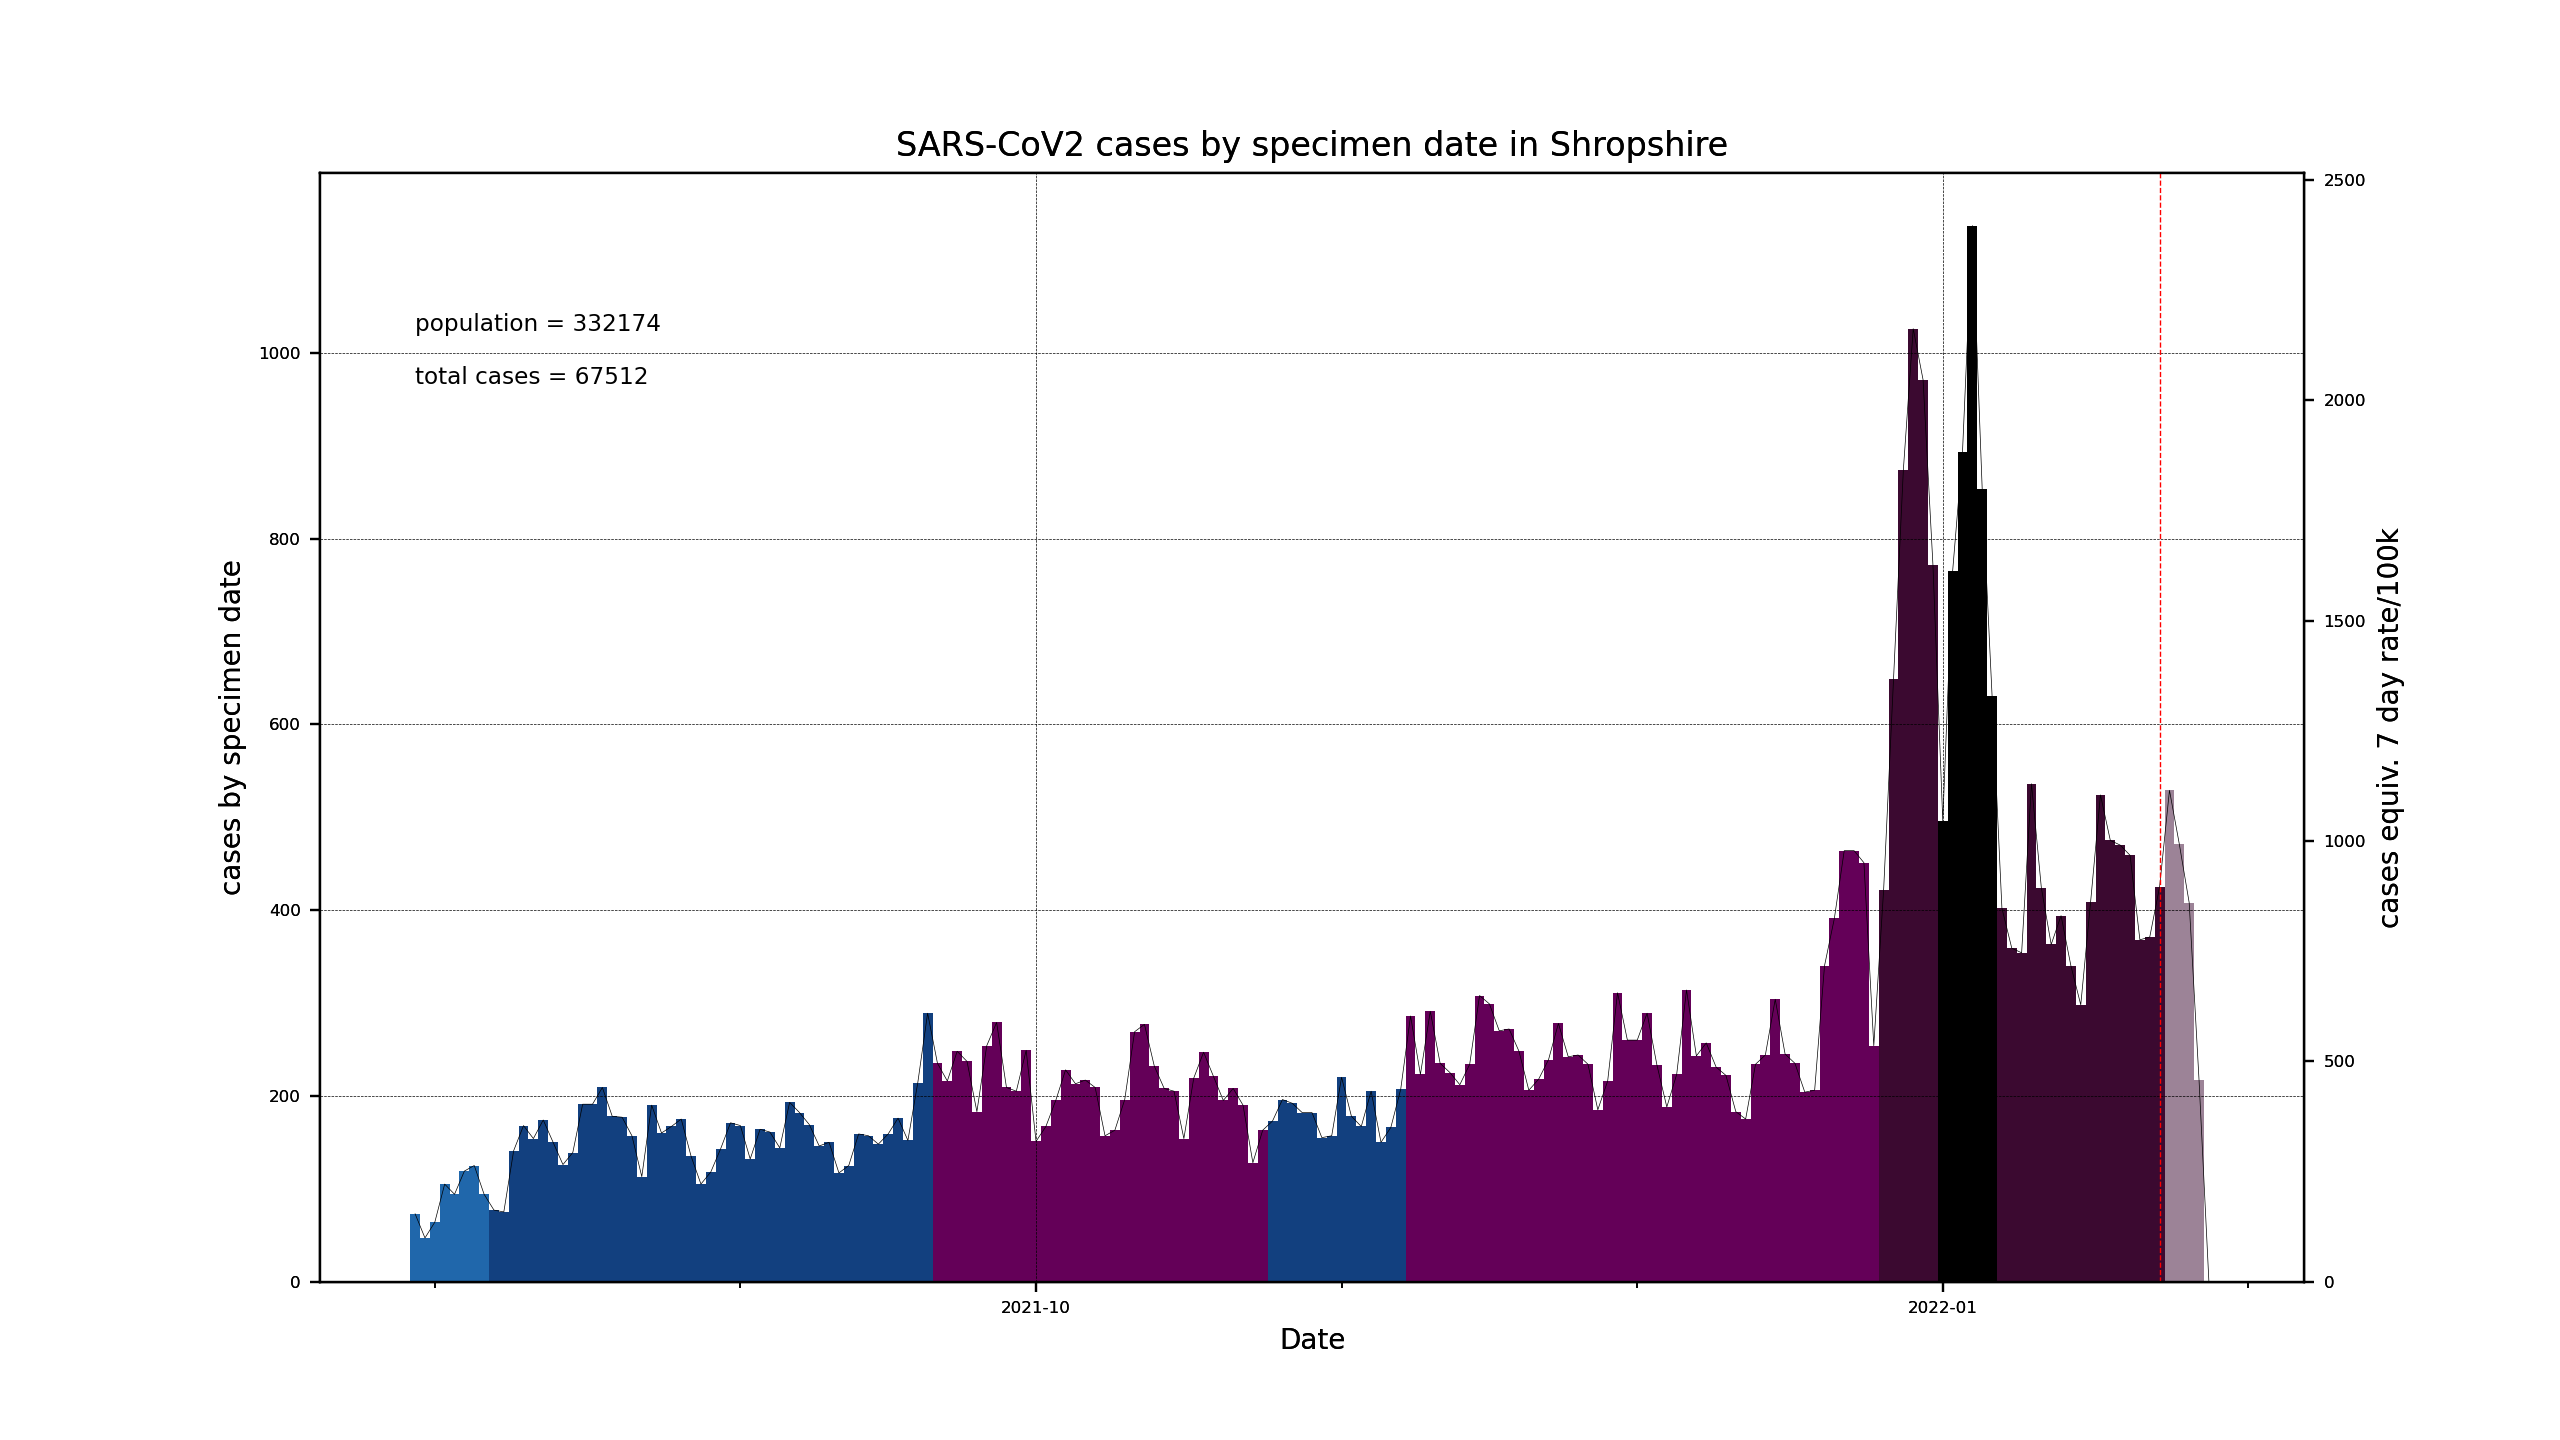 SARS-CoV2 cases by specimen date in Shropshire
population = 332174
total cases = 67512
cases by specimen date
1000
800
600
400
200
0
2500
2000
1500
1000
500
0
cases equiv. 7 day rate/100k
2021-10
2022-01
Date